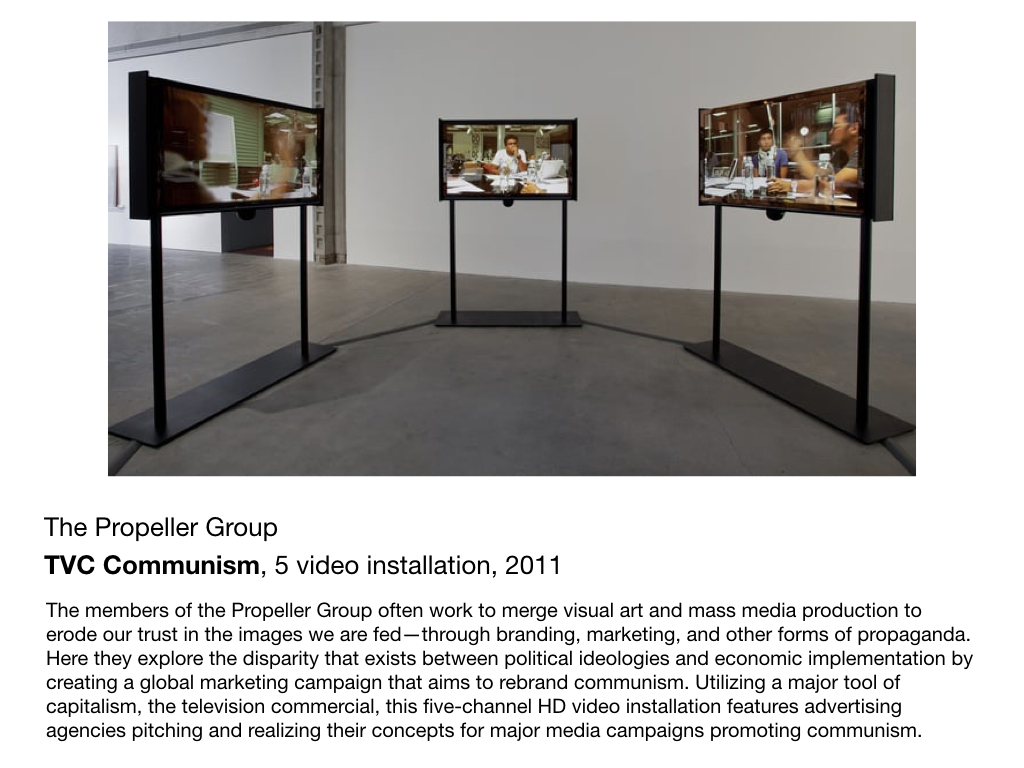 The Propeller Group
TVC Communism, 5 video installation, 2011
The members of the Propeller Group often work to merge visual art and mass media production to
erode our trust in the images we are fed—through branding, marketing, and other forms of propaganda.
Here they explore the disparity that exists between political ideologies and economic implementation by
creating a global marketing campaign that aims to rebrand communism. Utilizing a major tool of
capitalism, the television commercial, this five-channel HD video installation features advertising
agencies pitching and realizing their concepts for major media campaigns promoting communism.